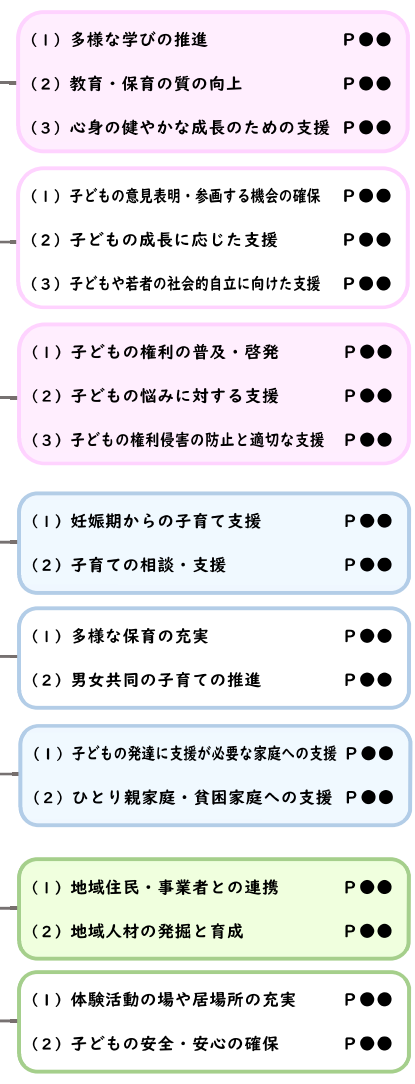 (1) 多様な学びの推進 P●●
(2) 教育・保育の質の向上 P●●
(3) 心身の健やかな成長のための支援 P●●
(1) 子どもの意見表明・参画する機会の確保 P●●
(2) 子どもの成長に応じた支援 P●●
(3) 子どもや若者の社会的自立に向けた支援 P●●
(1) 子どもの権利の普及・啓発 P●●
(2) 子どもの悩みに対する支援 P●●
(3) 子どもの権利侵害の防止と適切な支援 P●●
(1) 妊娠期からの子育て支援 P●●
(2) 子育ての相談・支援 P●●
(1) 多様な保育の充実 P●●
(2) 男女共同の子育ての推進 P●●
(1) 子どもの発達に支援が必要な家庭への支援 P●●
(2) ひとり親家庭・貧困家庭への支援 P●●
(1) 地域住民・事業者との連携 P●●
(2) 地域人材の発掘と育成 P●●
(1) 体験活動の場や居場所の充実 P●●
(2) 子どもの安全・安心の確保 P●●